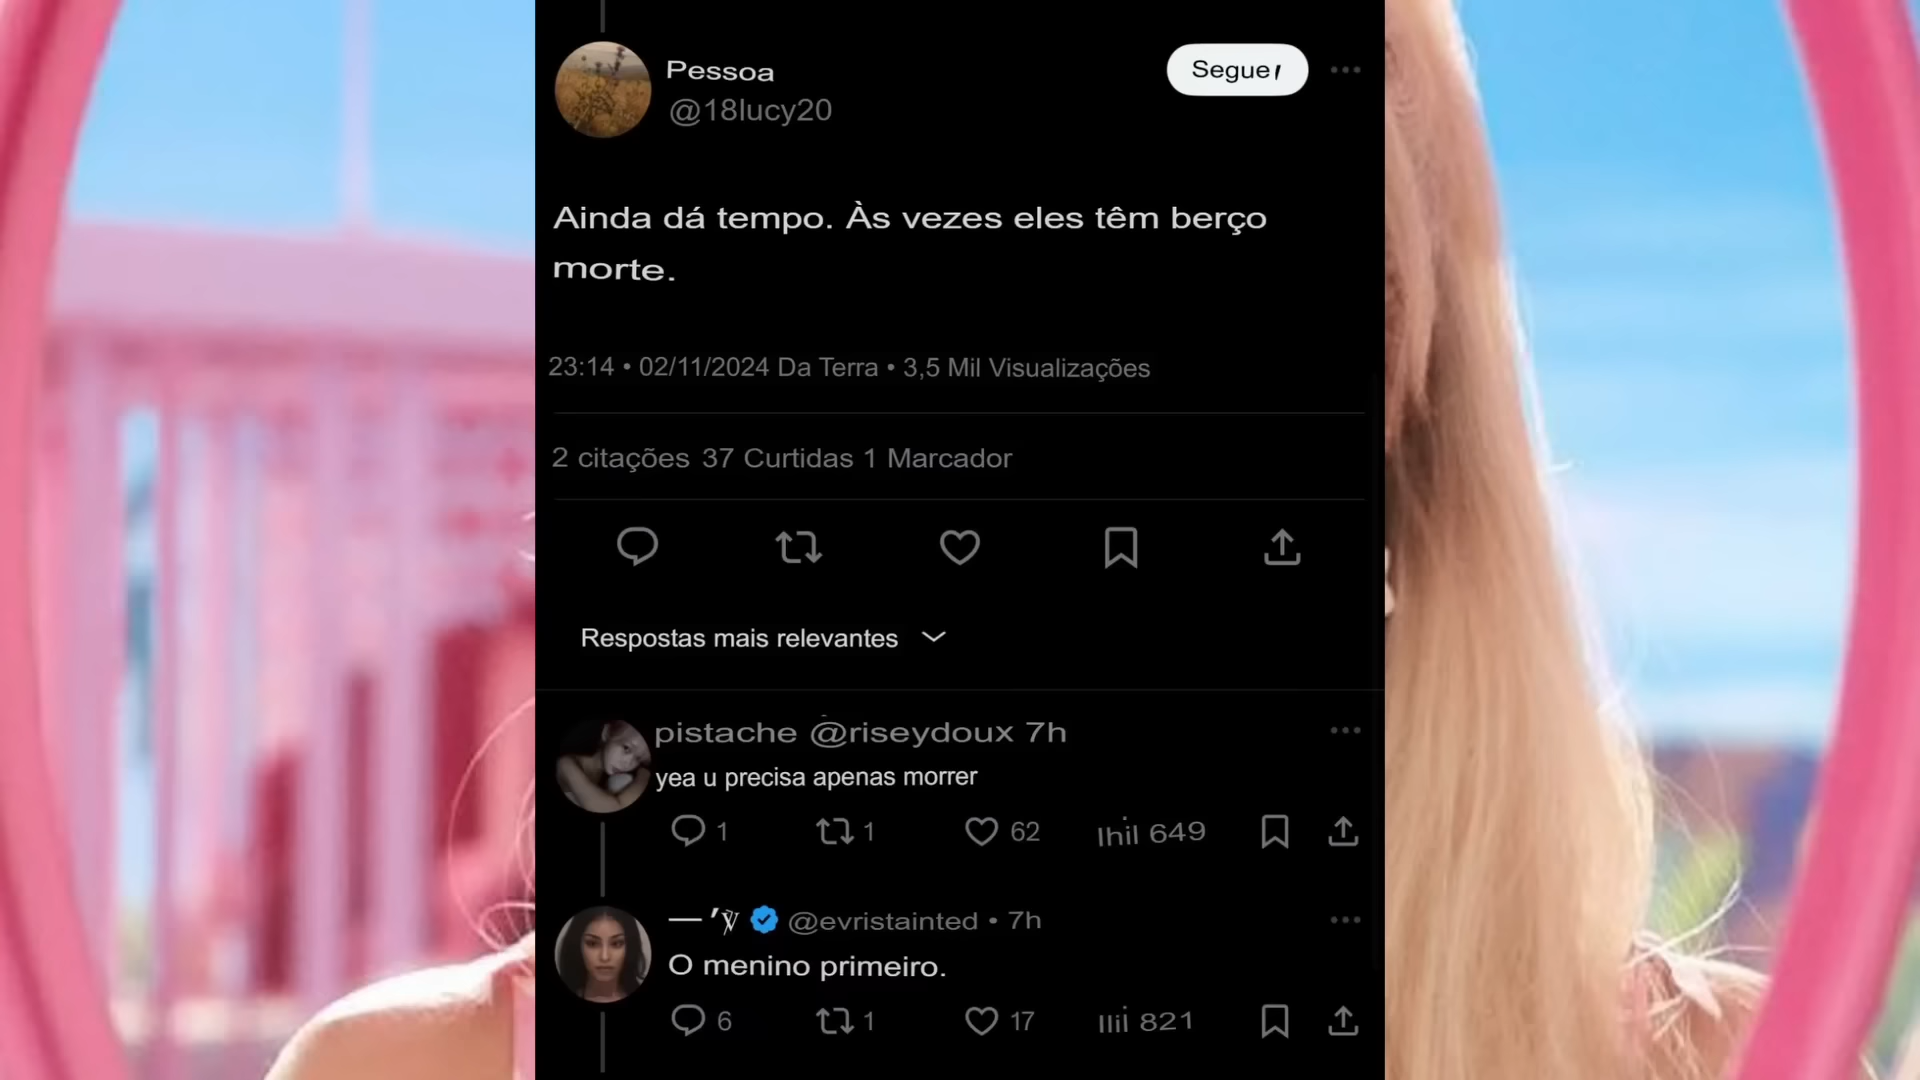 Pessoa
Segue
@18lucy20
Ainda dá tempo. Às vezes eles têm berço
morte.
23:14 • 02/11/2024 Da Terra • 3,5 Mil Visualizações
2 citações 37 Curtidas 1 Marcador
Respostas mais relevantes
pistache @riseydoux 7h
yea u precisa apenas morrer
1 1 62 649
@evristainted • 7h
O menino primeiro.
6 1 17 821